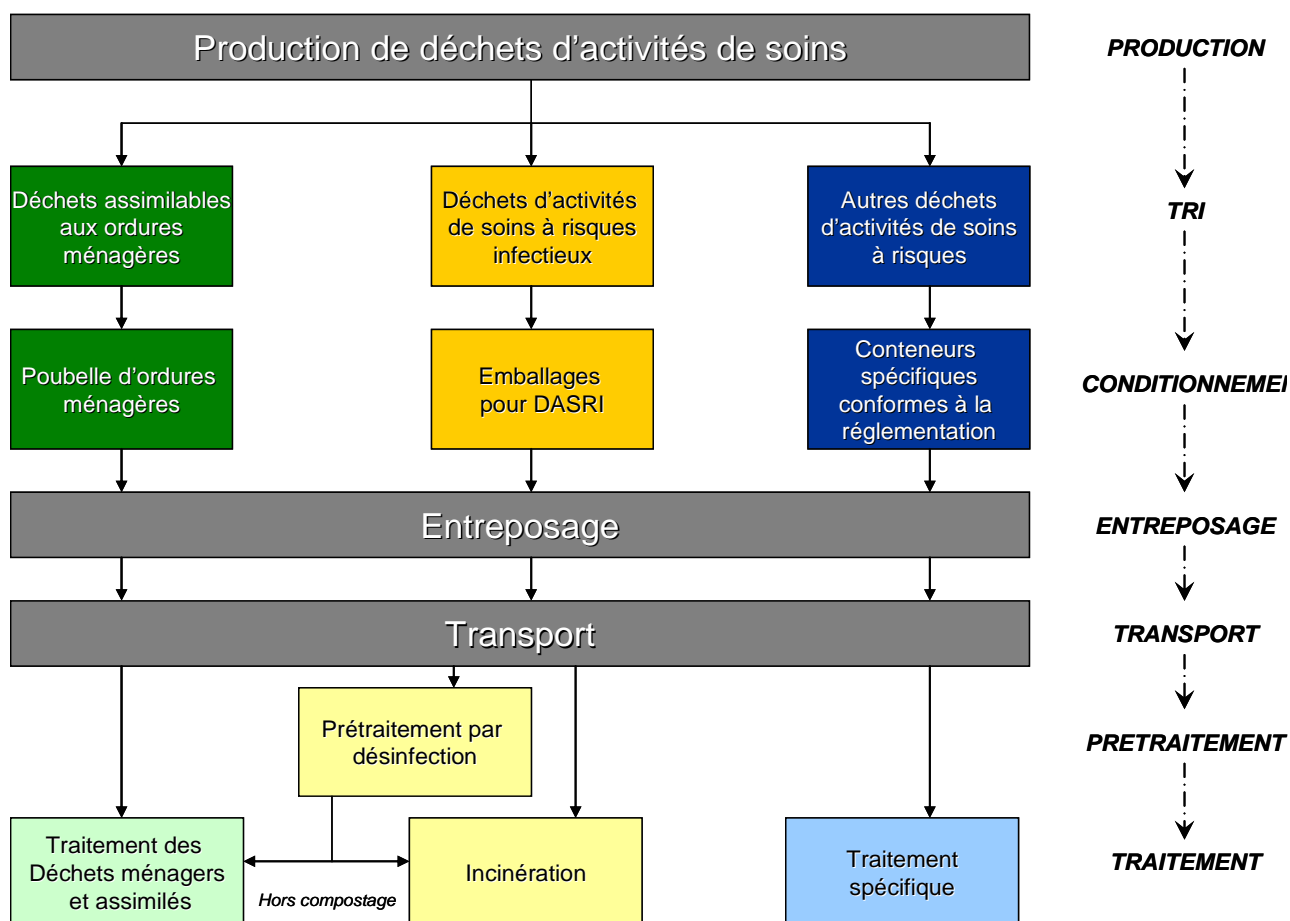 Production de déchets d’activités de soins
PRODUCTION
Déchets assimilables
aux ordures
ménagères
Déchets d’activités
de soins à risques
infectieux
Autres déchets
d’activités de soins
à risques
TRI
Poubelle d’ordures
ménagères
Emballages
pour DASRI
Conteneurs
spécifiques
conformes à la
réglementation
CONDITIONNEME
Entreposage
ENTREPOSAGE
Transport
TRANSPORT
Prétraitement par
désinfection
PRETRAITEMENT
Traitement des
Déchets ménagers
et assimilés
Hors compostage
Incinération
Traitement
spécifique
TRAITEMENT